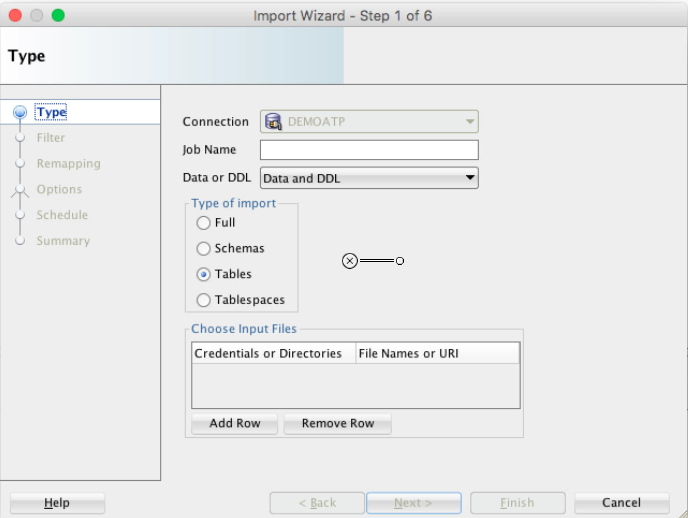 Import Wizard - Step 1 of 6
Type
Type
Filter
Remapping
Options
Schedule
Summary
Connection DEMOATP
Job Name
Data or DDL Data and DDL
Type of import
Full
Schemas
Tables
Tablespaces
Choose Input Files
Credentials or Directories File Names or URI
Add Row Remove Row
Help < Back Next > Finish Cancel